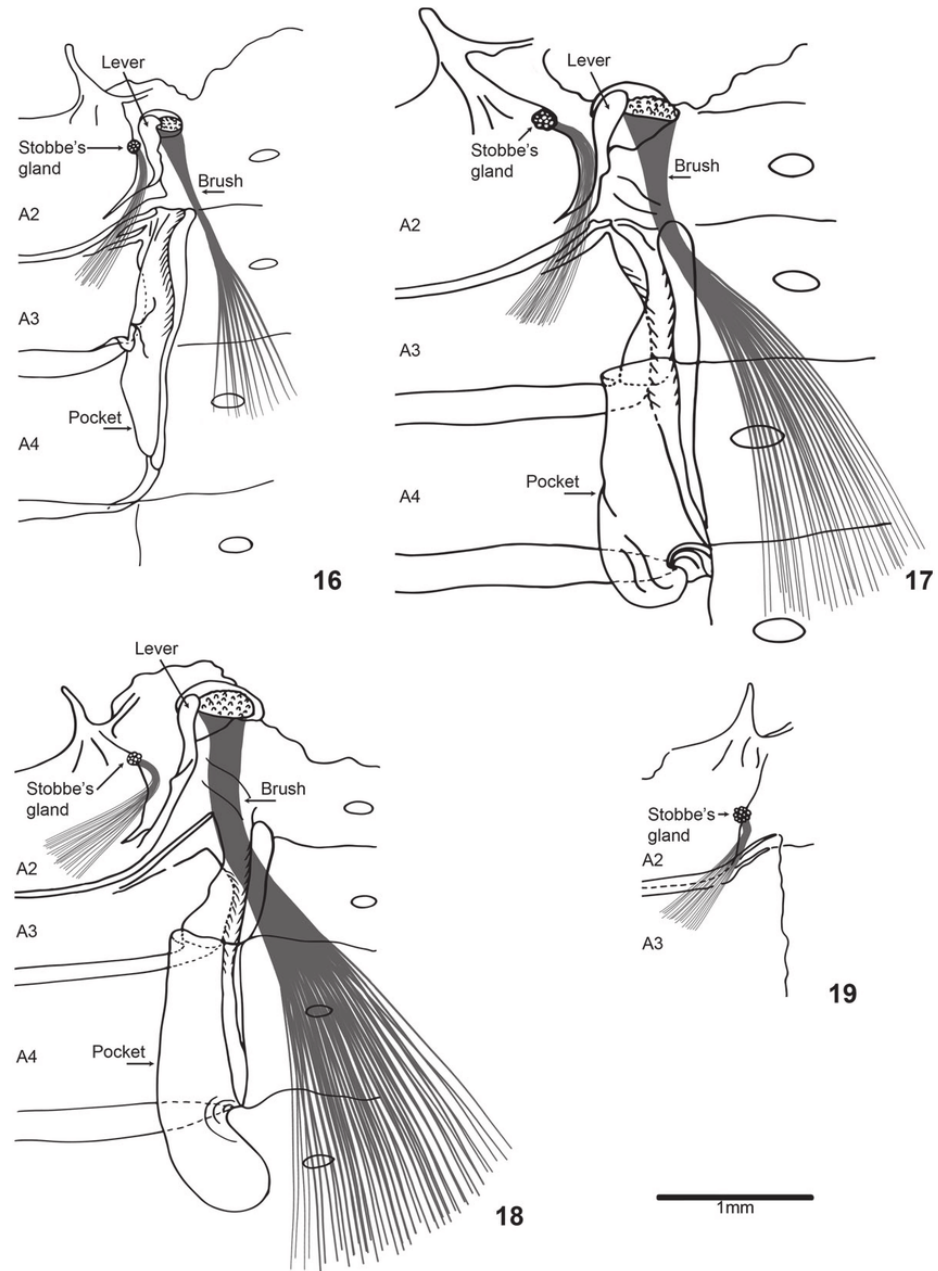 Lever
Stobbe's
gland
Brush
A2
A3
Pocket
A4
16
Lever
Stobbe's
gland
Brush
A2
A3
Pocket
A4
17
Lever
Stobbe's
gland
Brush
A2
A3
Pocket
A4
18
Stobbe's
gland
A2
A3
19
1mm